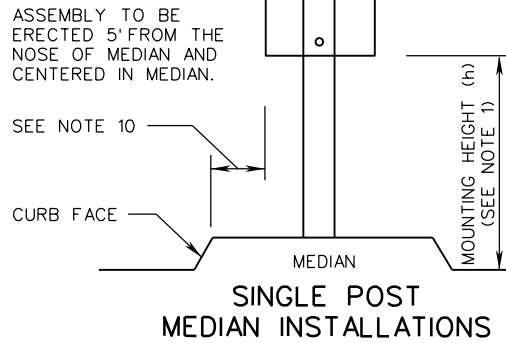 ASSEMBLY TO BE
ERECTED 5' FROM THE
NOSE OF MEDIAN AND
CENTERED IN MEDIAN.
SEE NOTE 10
CURB FACE
MOUNTING HEIGHT (h)
(SEE NOTE 1)
MEDIAN
SINGLE POST
MEDIAN INSTALLATIONS